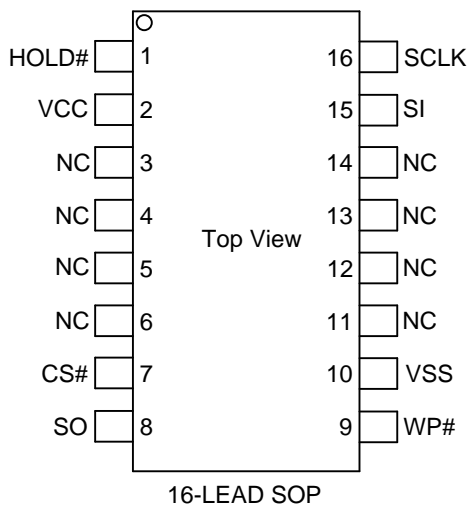 HOLD# 1 16 SCLK
VCC 2 15 SI
NC 3 14 NC
NC 4 13 NC
Top View
NC 5 12 NC
NC 6 11 NC
CS# 7 10 VSS
SO 8 9 WP#
16-LEAD SOP